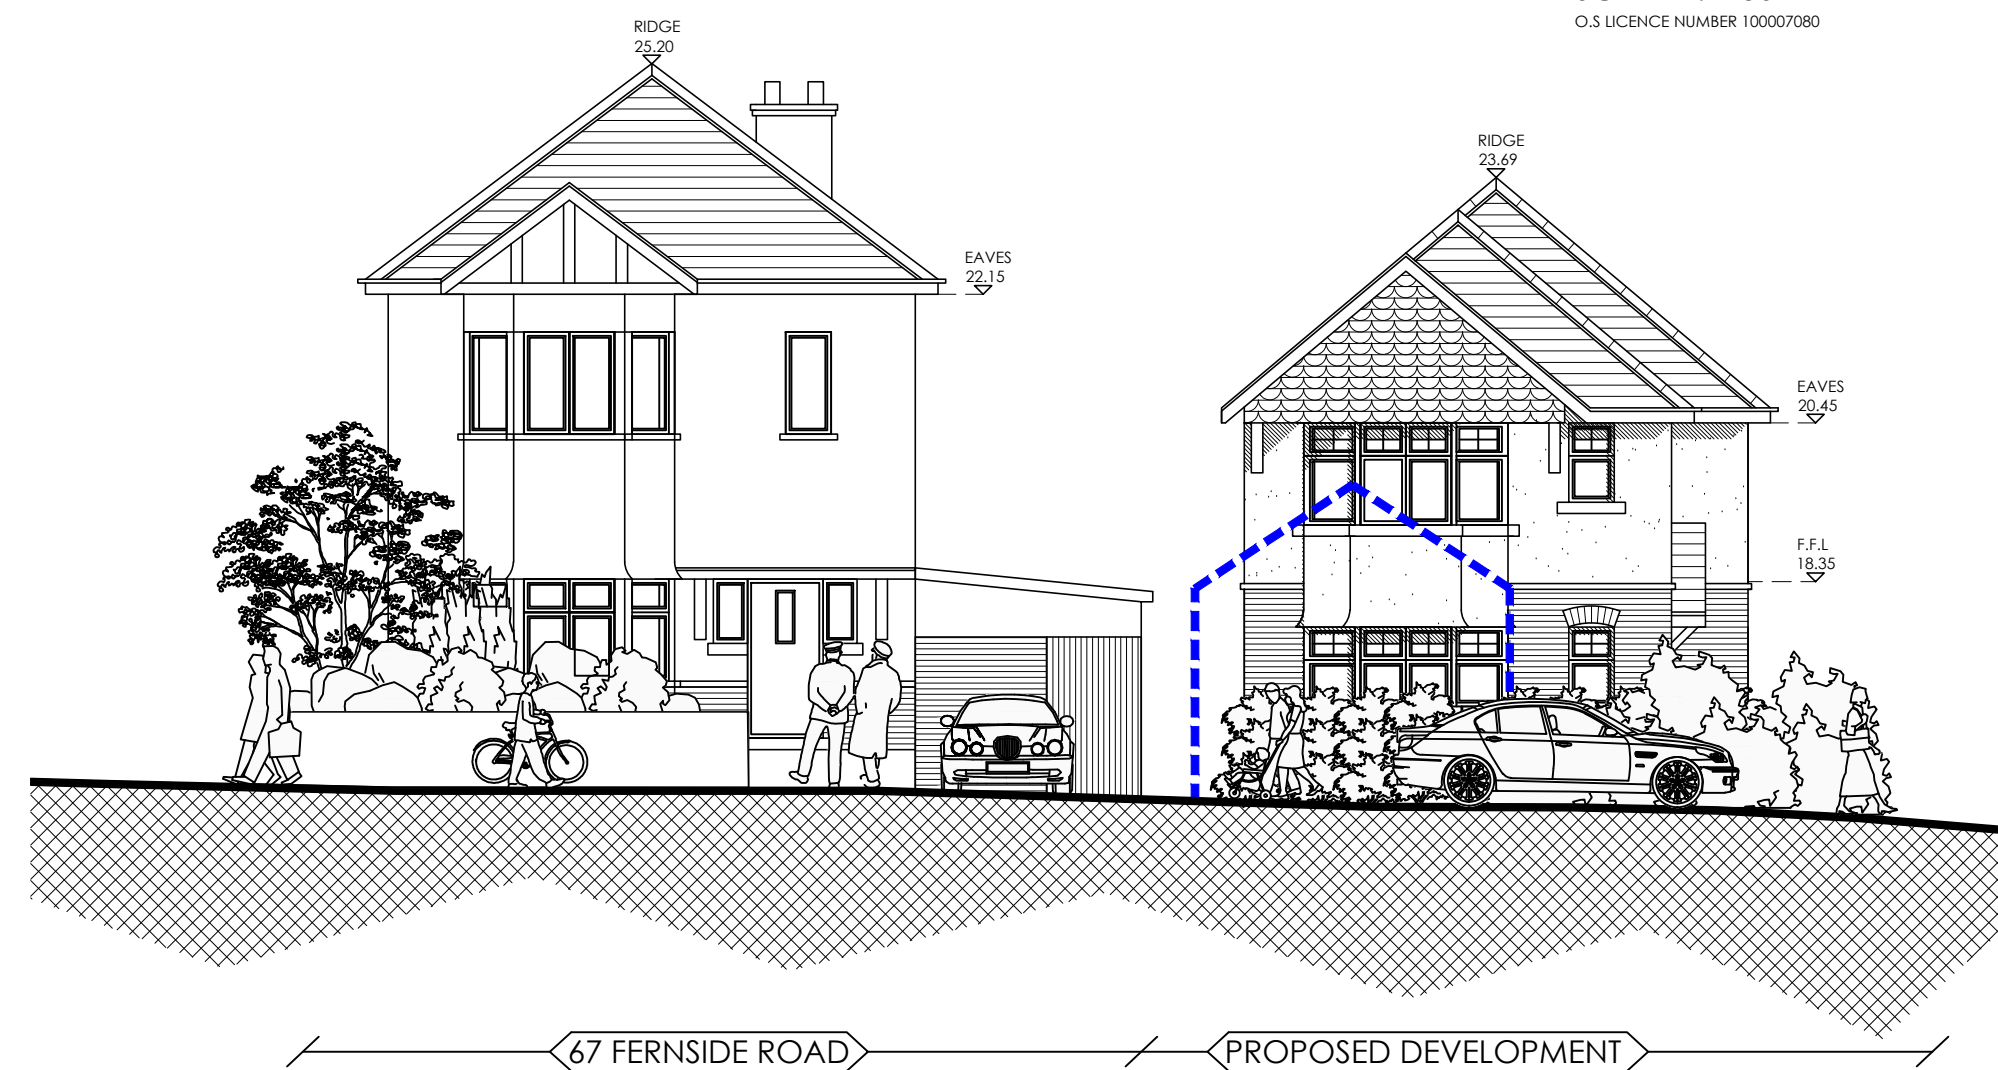 O.S LICENCE NUMBER 100007080
RIDGE
25.20
RIDGE
23.69
EAVES
22.15
EAVES
20.45
F.F.L
18.35
67 FERNSIDE ROAD
PROPOSED DEVELOPMENT